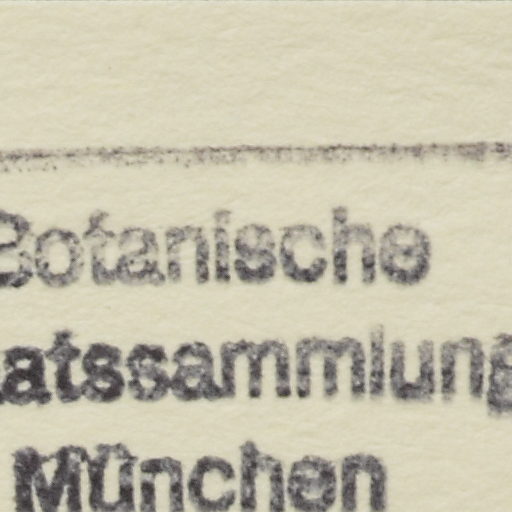 Botanische
atssammlung
München